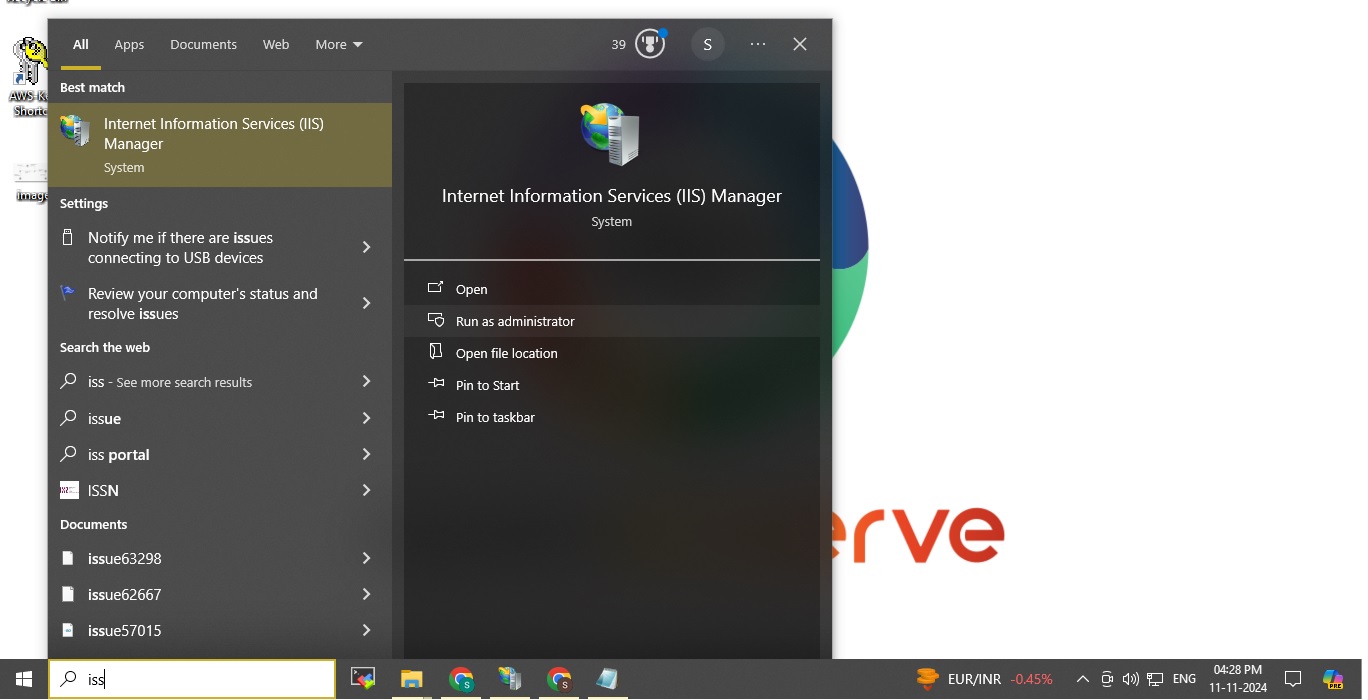 All Apps Documents Web More 39 S
Best match
Internet Information Services (IIS)
Manager
System
Settings
Notify me if there are issues
connecting to USB devices
Review your computer's status and
resolve issues
Search the web
iss - See more search results
issue
iss portal
ISSN
Documents
issue63298
issue62667
issue57015
Internet Information Services (IIS) Manager
System
Open
Run as administrator
Open file location
Pin to Start
Pin to taskbar
erve
image
iss
EUR/INR -0.45%
ENG
04:28 PM
11-11-2024
PRE